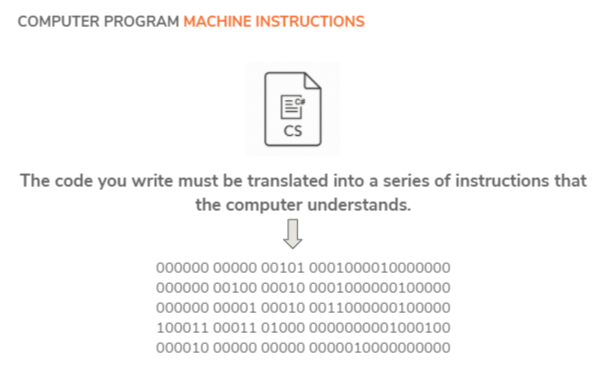 COMPUTER PROGRAM MACHINE INSTRUCTIONS
C#
CS
The code you write must be translated into a series of instructions that
the computer understands.
000000 00000 00101 0001000010000000
000000 00100 00010 0001000000100000
000000 00001 00010 0011000000100000
100011 00011 01000 0000000001000100
000010 00000 00000 0000010000000000